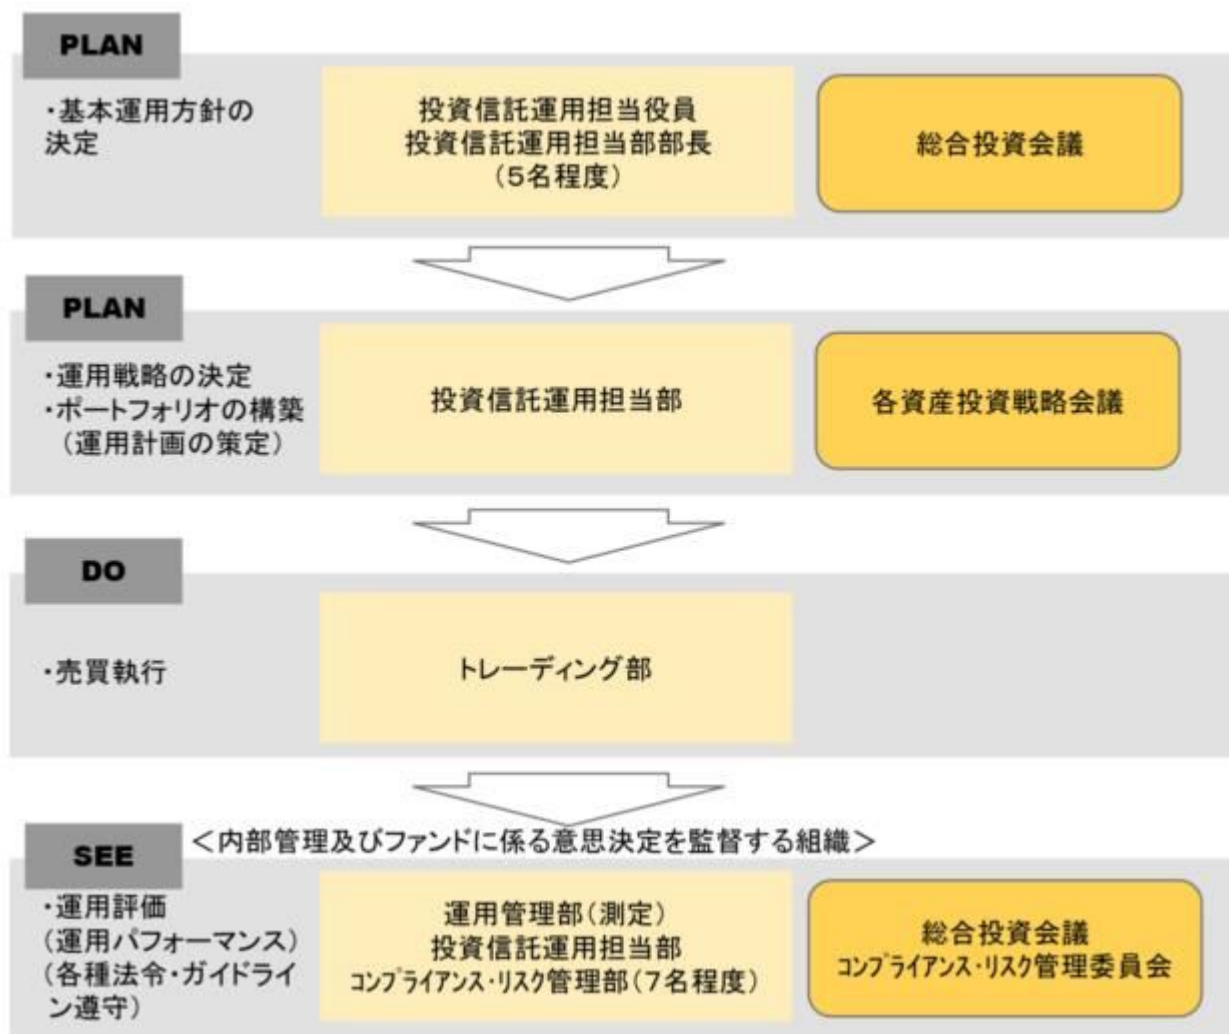 PLAN
・基本運用方針の
決定
投資信託運用担当役員
投資信託運用担当部部長
(5名程度)
総合投資会議
PLAN
・運用戦略の決定
・ポートフォリオの構築
(運用計画の策定)
投資信託運用担当部
各資産投資戦略会議
DO
・売買執行
トレーディング部
SEE
＜内部管理及びファンドに係る意思決定を監督する組織＞
・運用評価
(運用パフォーマンス)
(各種法令・ガイドライ
ン遵守)
運用管理部(測定)
投資信託運用担当部
ｺﾝﾌﾟﾗｲｱﾝｽ･ﾘｽｸ管理部(7名程度)
総合投資会議
ｺﾝﾌﾟﾗｲｱﾝｽ･ﾘｽｸ管理委員会